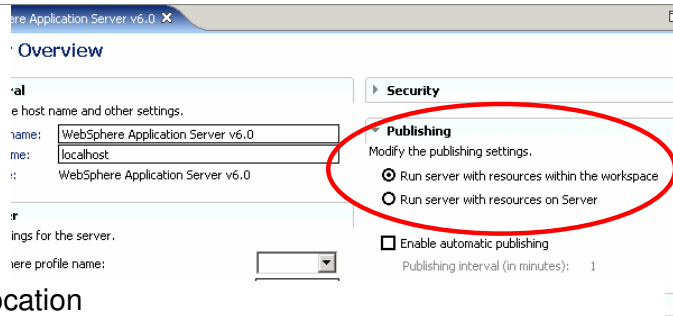 ere Application Server v6.0
Overview
al
e host name and other settings.
name: WebSphere Application Server v6.0
me: localhost
: WebSphere Application Server v6.0
er
ings for the server.
here profile name:
ocation
Security
Publishing
Modify the publishing settings.
Run server with resources within the workspace
Run server with resources on Server
Enable automatic publishing
Publishing interval (in minutes): 1